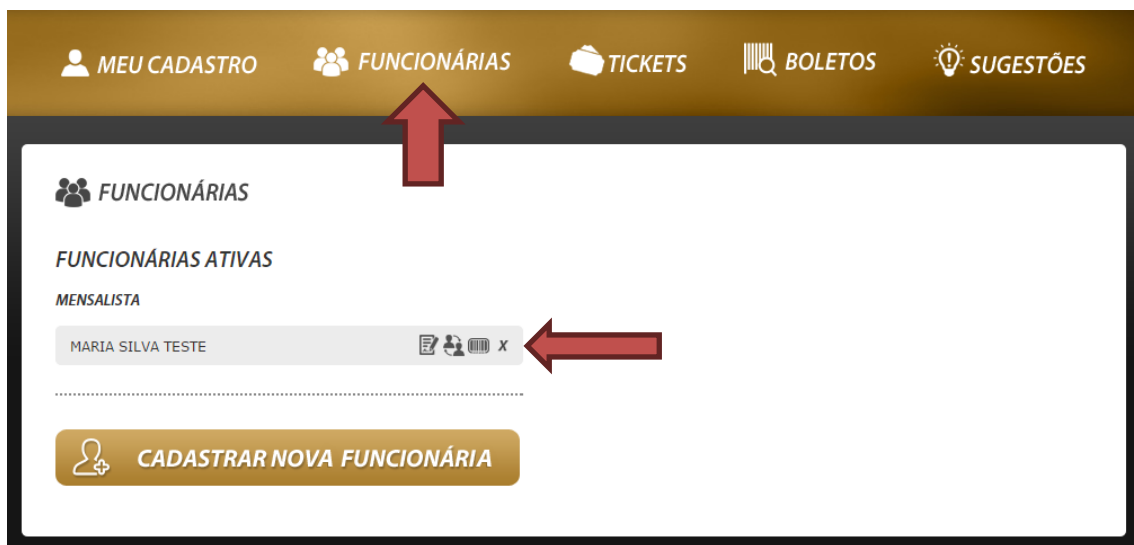 MEU CADASTRO FUNCIONÁRIAS TICKETS BOLETOS SUGESTÕES
FUNCIONÁRIAS
FUNCIONÁRIAS ATIVAS
MENSALISTA
MARIA SILVA TESTE X
CADASTRAR NOVA FUNCIONÁRIA